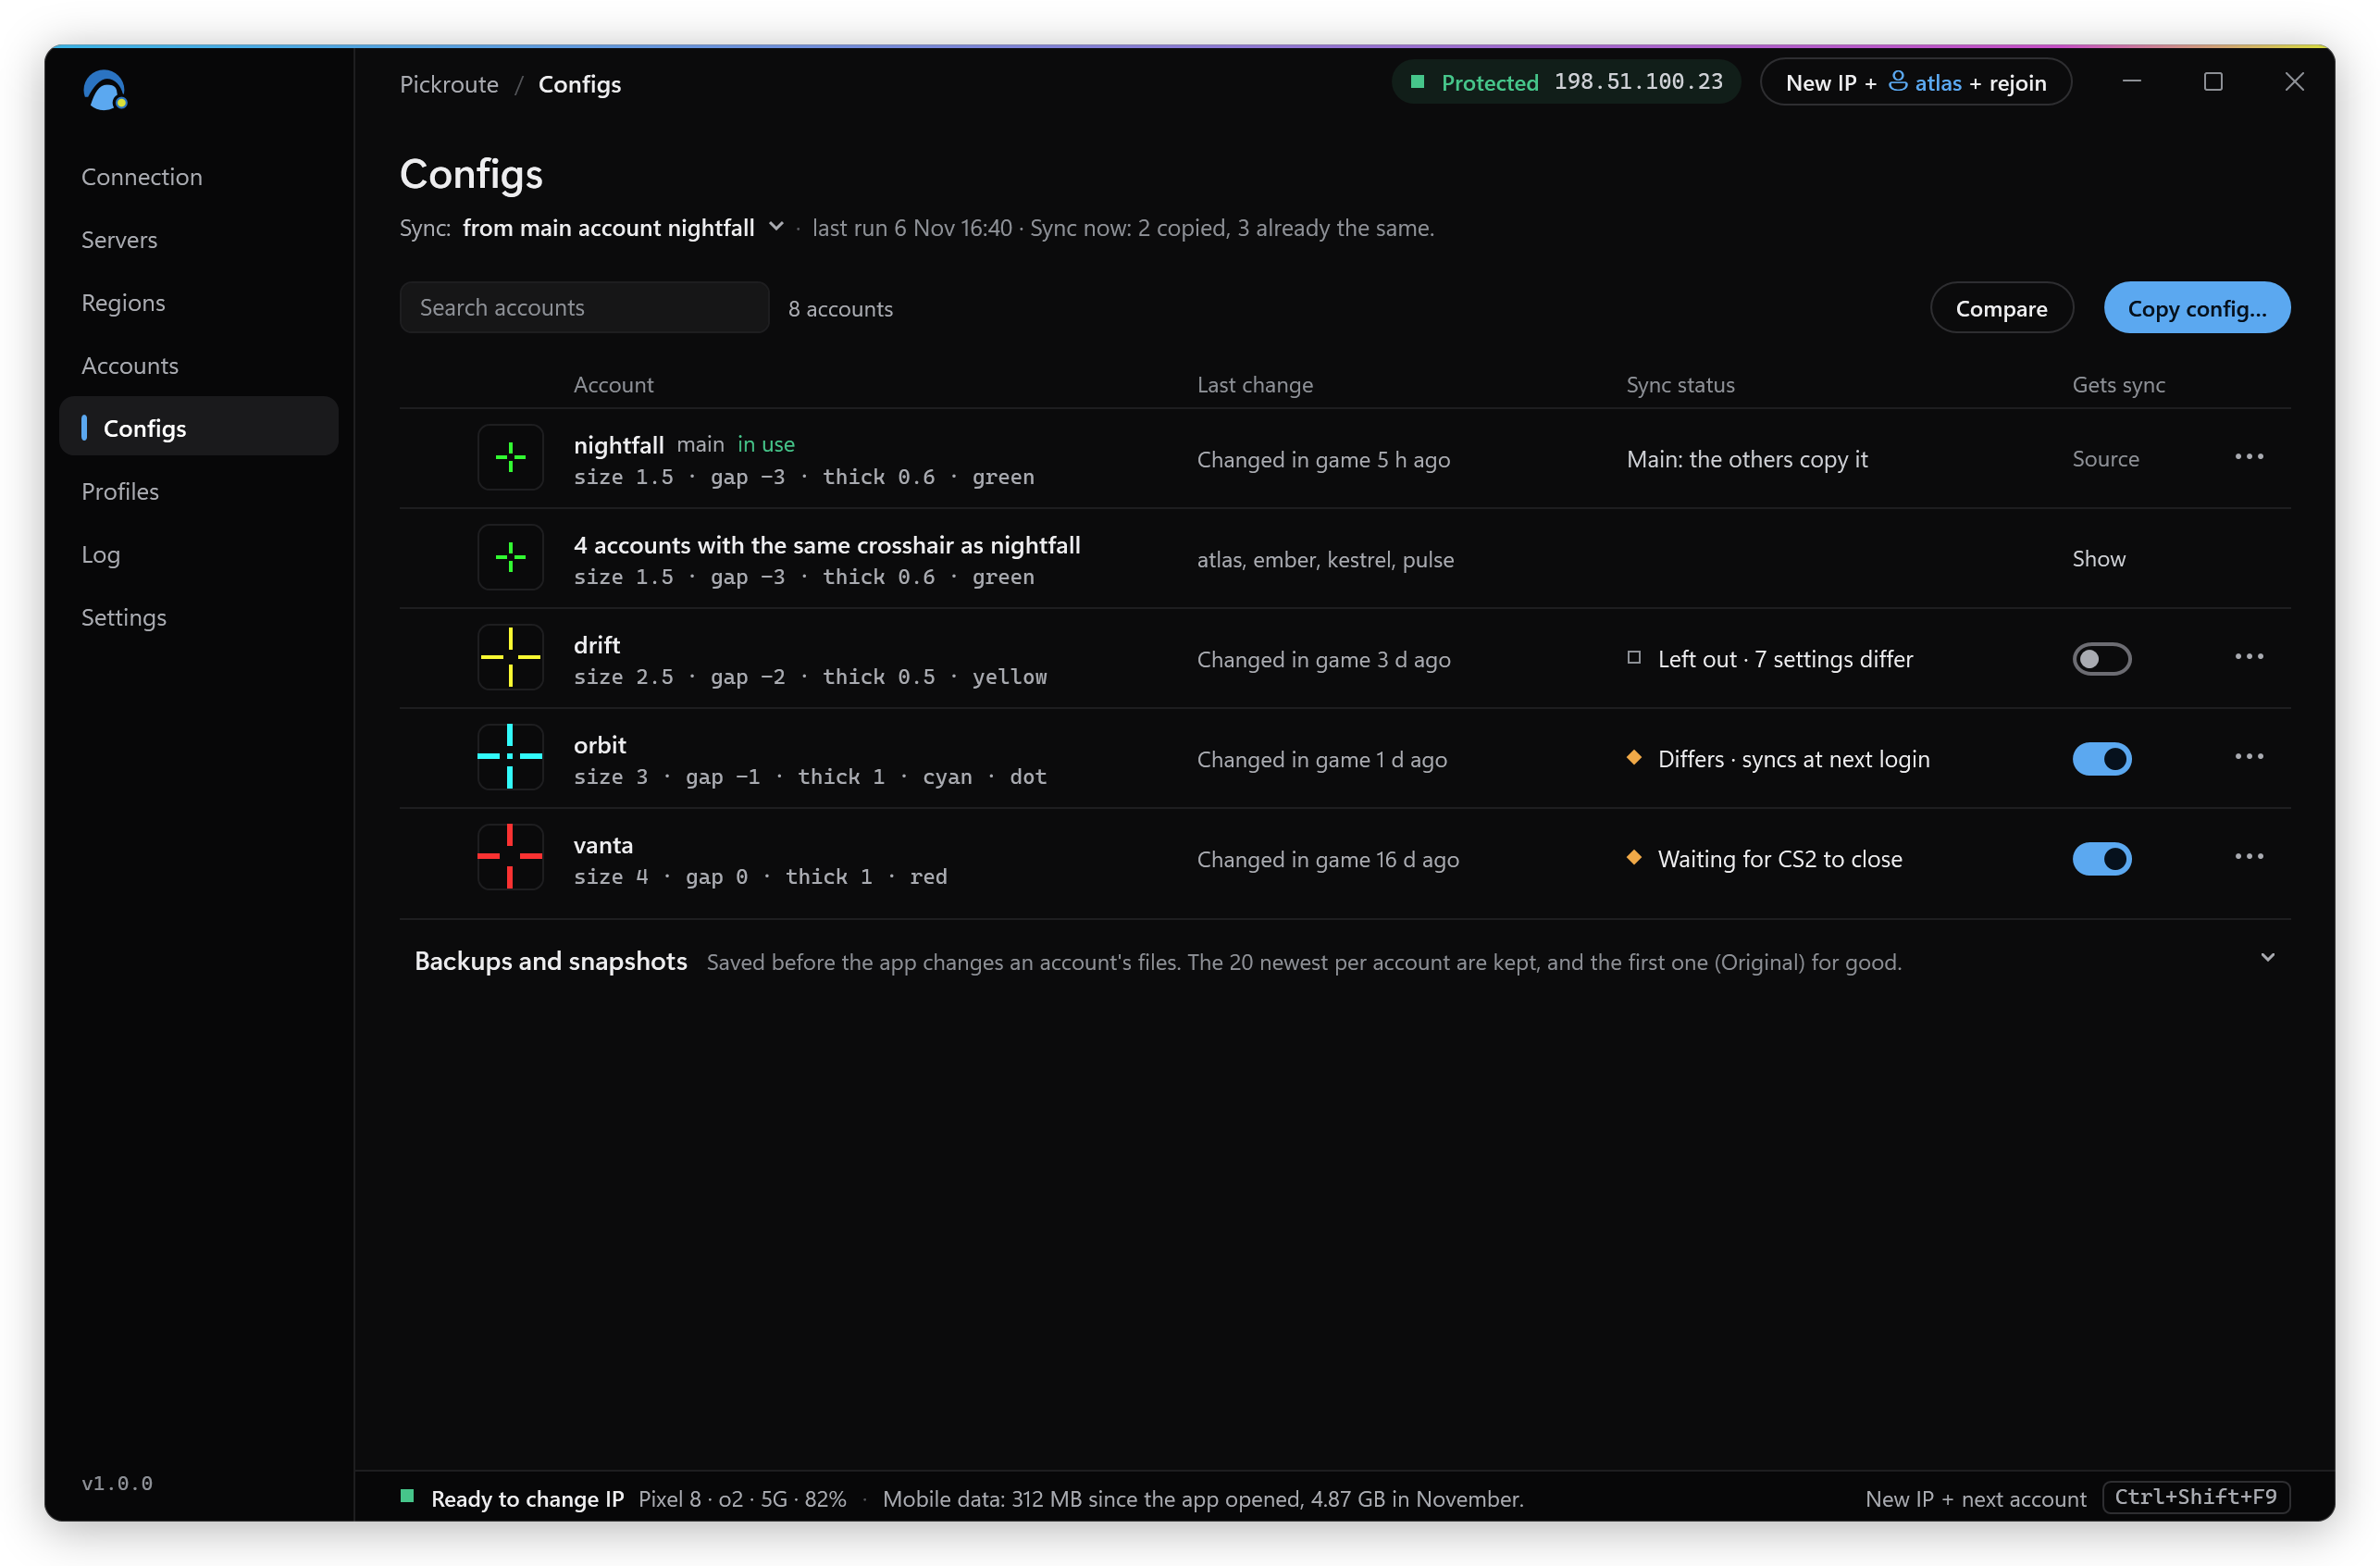 Pickroute / Configs
Protected 198.51.100.23
New IP + atlas + rejoin
Connection
Servers
Regions
Accounts
Configs
Profiles
Log
Settings
v1.0.0
Configs
Sync: from main account nightfall · last run 6 Nov 16:40 · Sync now: 2 copied, 3 already the same.
Search accounts
8 accounts
Compare
Copy config...
Account Last change Sync status Gets sync
nightfall main in use
size 1.5 · gap −3 · thick 0.6 · green
Changed in game 5 h ago
Main: the others copy it
Source
4 accounts with the same crosshair as nightfall
size 1.5 · gap −3 · thick 0.6 · green
atlas, ember, kestrel, pulse
Show
drift
size 2.5 · gap −2 · thick 0.5 · yellow
Changed in game 3 d ago
Left out · 7 settings differ
orbit
size 3 · gap −1 · thick 1 · cyan · dot
Changed in game 1 d ago
Differs · syncs at next login
vanta
size 4 · gap 0 · thick 1 · red
Changed in game 16 d ago
Waiting for CS2 to close
Backups and snapshots Saved before the app changes an account's files. The 20 newest per account are kept, and the first one (Original) for good.
Ready to change IP Pixel 8 · o2 · 5G · 82% · Mobile data: 312 MB since the app opened, 4.87 GB in November.
New IP + next account Ctrl+Shift+F9